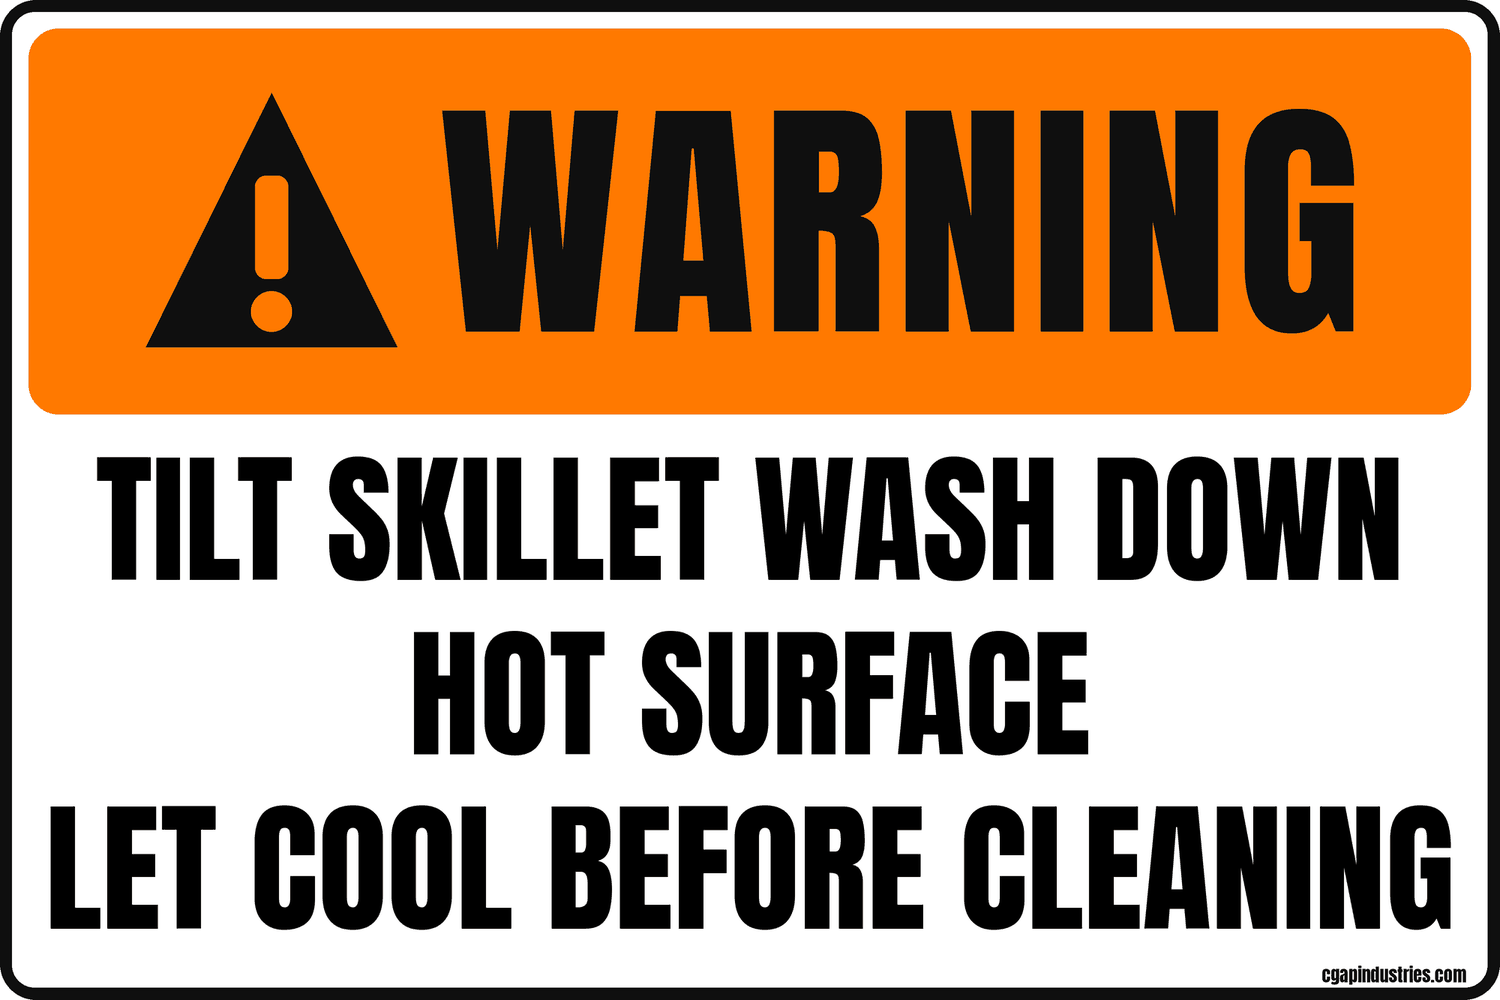 WARNING
TILT SKILLET WASH DOWN
HOT SURFACE
LET COOL BEFORE CLEANING
cgapindustries.com